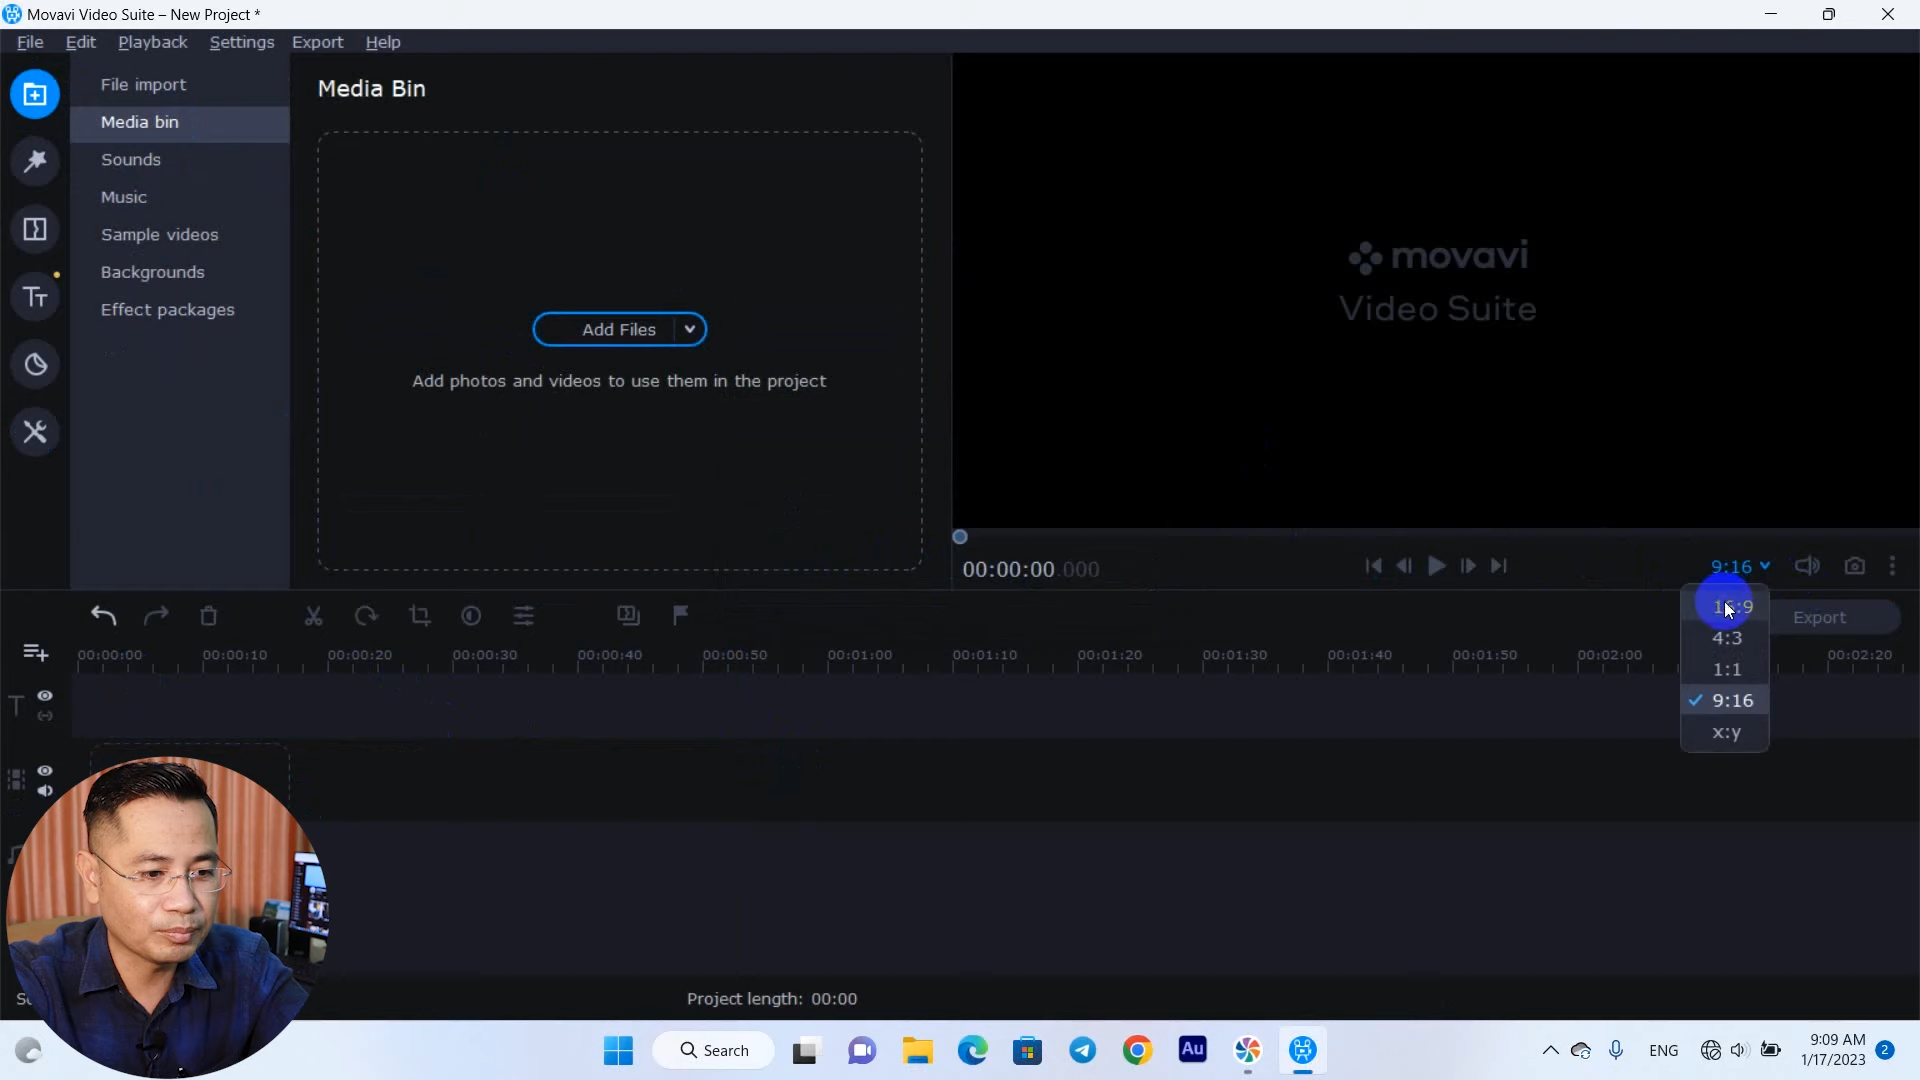 Movavi Video Suite – New Project *
File Edit Playback Settings Export Help
File import
Media bin
Sounds
Music
Sample videos
Backgrounds
Effect packages
Media Bin
Add Files
Add photos and videos to use them in the project
movavi
Video Suite
00:00:00.000
9:16
16:9
4:3
1:1
9:16
x:y
Export
00:00:00 00:00:10 00:00:20 00:00:30 00:00:40 00:00:50 00:01:00 00:01:10 00:01:20 00:01:30 00:01:40 00:01:50 00:02:00 00:02:20
Project length: 00:00
Search
Au
ENG
9:09 AM
1/17/2023
2